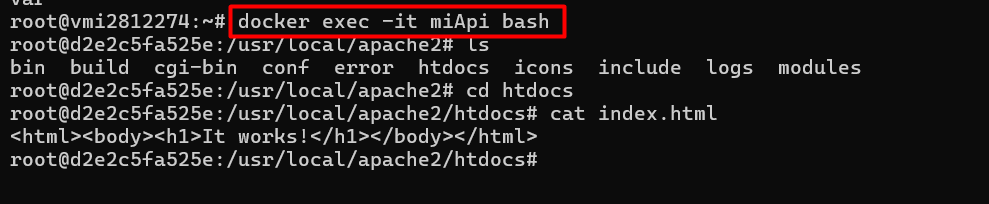 var
root@vmi2812274:~# docker exec -it miApi bash
root@d2e2c5fa525e:/usr/local/apache2# ls
bin  build  cgi-bin  conf  error  htdocs  icons  include  logs  modules
root@d2e2c5fa525e:/usr/local/apache2# cd htdocs
root@d2e2c5fa525e:/usr/local/apache2/htdocs# cat index.html
<html><body><h1>It works!</h1></body></html>
root@d2e2c5fa525e:/usr/local/apache2/htdocs#